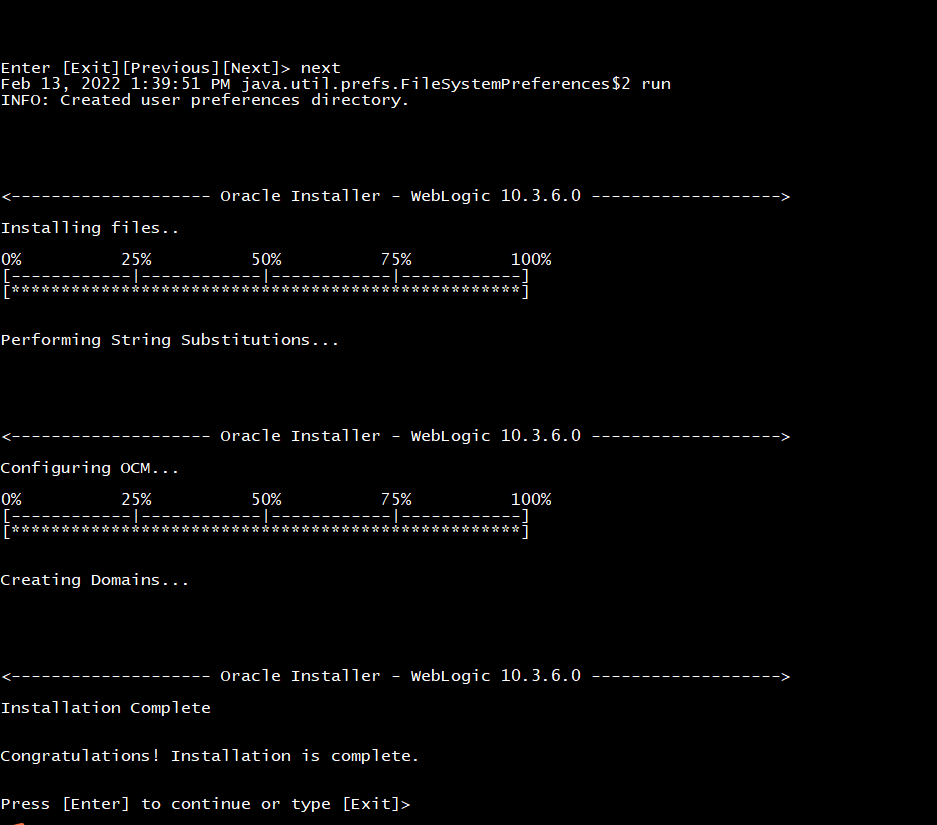 Enter [Exit][Previous][Next]> next
Feb 13, 2022 1:39:51 PM java.util.prefs.FileSystemPreferences$2 run
INFO: Created user preferences directory.
<-------------------- Oracle Installer - WebLogic 10.3.6.0 ------------------->
Installing files..
0%          25%          50%          75%          100%
[------------|------------|------------|------------]
[***************************************************]
Performing String Substitutions...
<-------------------- Oracle Installer - WebLogic 10.3.6.0 ------------------->
Configuring OCM...
0%          25%          50%          75%          100%
[------------|------------|------------|------------]
[***************************************************]
Creating Domains...
<-------------------- Oracle Installer - WebLogic 10.3.6.0 ------------------->
Installation Complete
Congratulations! Installation is complete.
Press [Enter] to continue or type [Exit]>